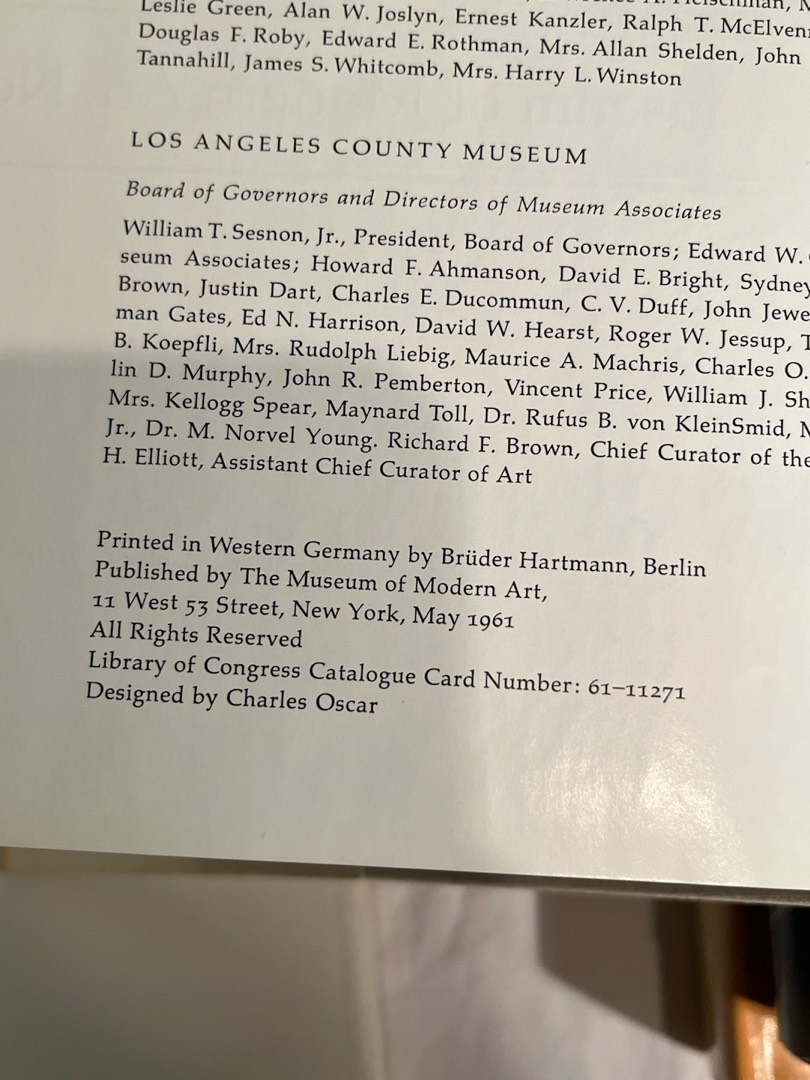 Leslie Green, Alan W. Joslyn, Ernest Kanzler, Ralph T.
Douglas F. Roby, Edward E. Rothman, Mrs. Allan Shelden, John
Tannahill, James S. Whitcomb, Mrs. Harry L. Winston
LOS ANGELES COUNTY MUSEUM
Board of Governors and Directors of Museum Associates
William T. Sesnon, Jr., President, Board of Governors; Edward W.
seum Associates; Howard F. Ahmanson, David E. Bright, Sydney
Brown, Justin Dart, Charles E. Ducommun, C. V. Duff, John Jewe
man Gates, Ed N. Harrison, David W. Hearst, Roger W. Jessup, T
B. Koepfli, Mrs. Rudolph Liebig, Maurice A. Machris, Charles O.
lin D. Murphy, John R. Pemberton, Vincent Price, William J. Sh
Mrs. Kellogg Spear, Maynard Toll, Dr. Rufus B. von KleinSmid,
Jr., Dr. M. Norvel Young. Richard F. Brown, Chief Curator of the
H. Elliott, Assistant Chief Curator of Art
Printed in Western Germany by Brüder Hartmann, Berlin
Published by The Museum of Modern Art,
11 West 53 Street, New York, May 1961
All Rights Reserved
Library of Congress Catalogue Card Number: 61–11271
Designed by Charles Oscar